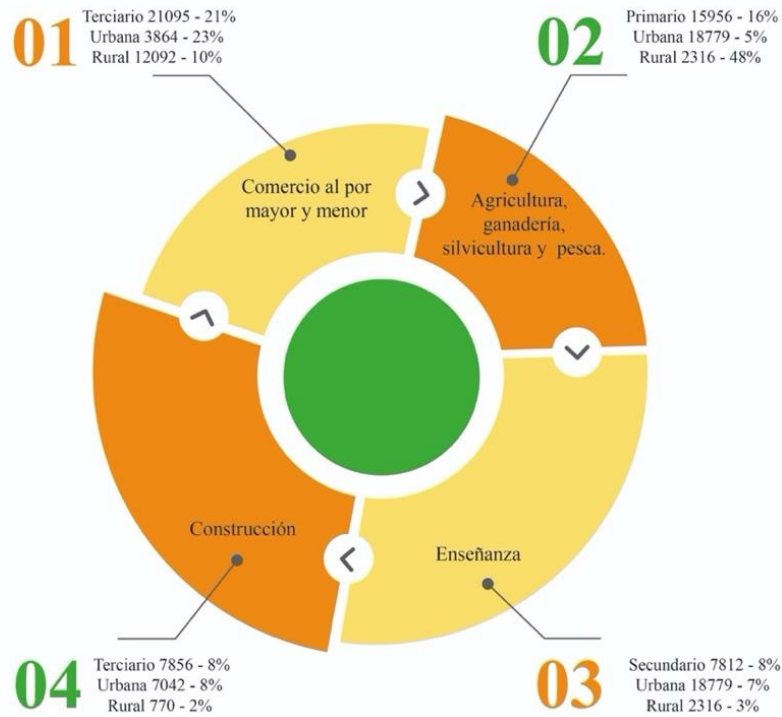 01
Terciario 21095 - 21%
Urbana 3864 - 23%
Rural 12092 - 10%
02
Primario 15956 - 16%
Urbana 18779 - 5%
Rural 2316 - 48%
Comercio al por
mayor y menor
Agricultura,
ganadería,
silvicultura y pesca.
Construcción
Enseñanza
04
Terciario 7856 - 8%
Urbana 7042 - 8%
Rural 770 - 2%
03
Secundario 7812 - 8%
Urbana 18779 - 7%
Rural 2316 - 3%